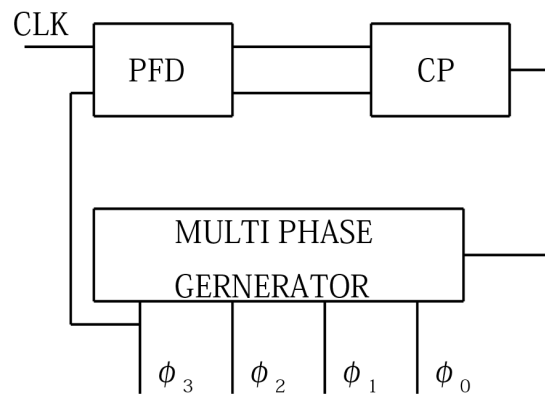 CLK
PFD
CP
MULTI PHASE
GERNERATOR
ϕ₃ ϕ₂ ϕ₁ ϕ₀